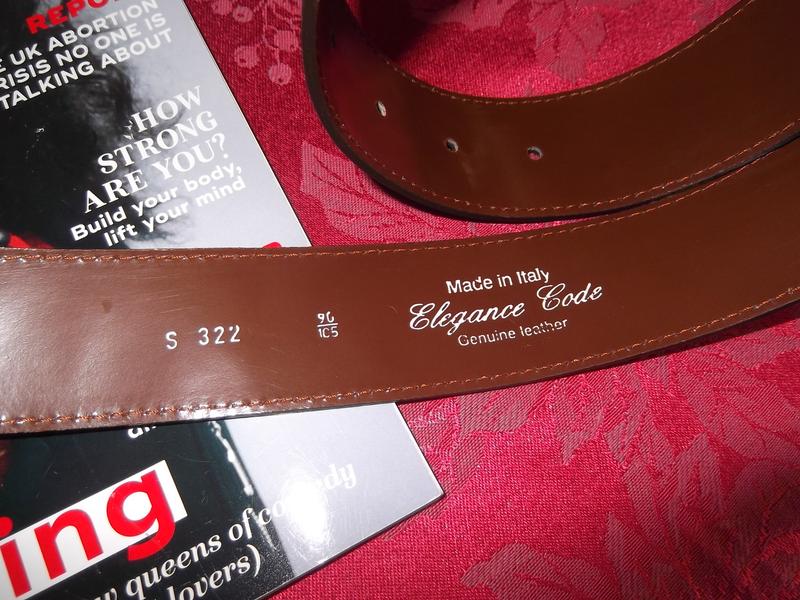 REPO
UK ABORTION
RISIS NO ONE IS
TALKING ABOUT
HOW
STRONG
ARE YOU?
Build your body,
lift your mind
S 322
90
105
Made in Italy
Elegance Code
Genuine leather
ing
queens of comedy
lovers)